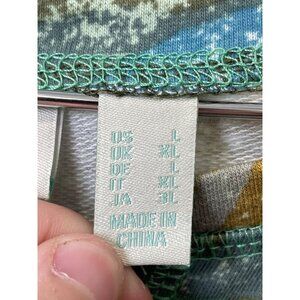 US L
UK XL
DE L
IT XL
JA 3L
MADE IN
CHINA